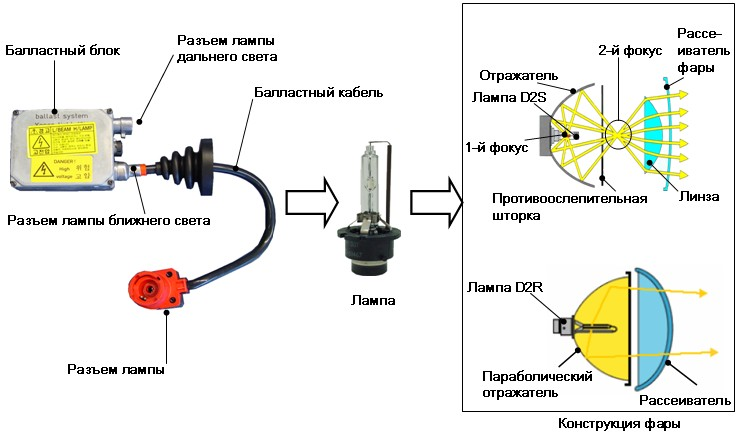 Балластный блок
Разъем лампы
дальнего света
Балластный кабель
ballast system
L/BEAM H/LAMP
DANGER!
High
voltage
Разъем лампы ближнего света
Разъем лампы
Лампа
Отражатель
Лампа D2S
1-й фокус
2-й фокус
Рассе-
иватель
фары
Противоослепительная
шторка
Линза
Лампа D2R
Параболический
отражатель
Рассеиватель
Конструкция фары